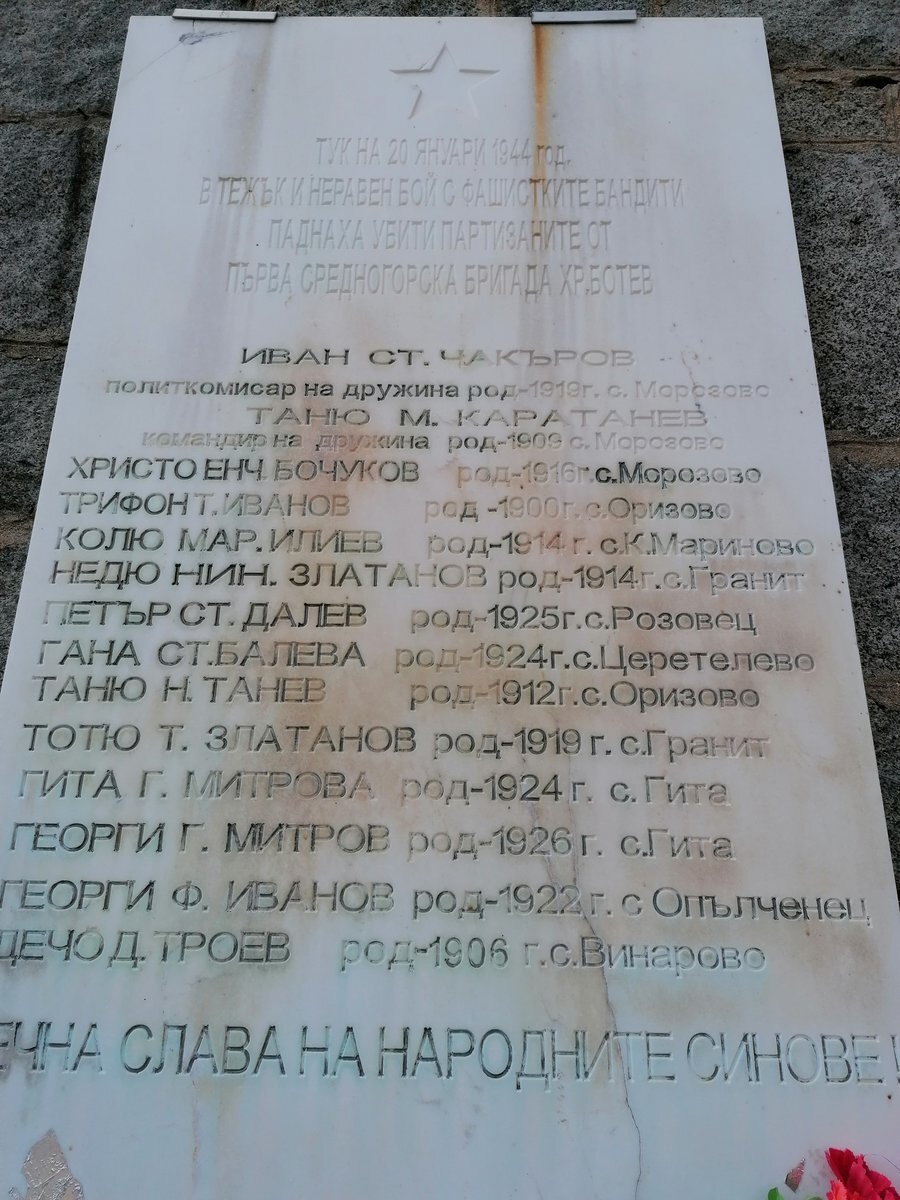 ТУК НА 20 ЯНУАРИ 1944 год.
В ТЕЖЪК И НЕРАВЕН БОЙ С ФАШИСТКИТЕ БАНДИТИ
ПАДНАХА УБИТИ ПАРТИЗАНИТЕ ОТ
ПЪРВА СРЕДНОГОРСКА БРИГАДА ХР.БОТЕВ
ИВАН СТ. ЧАКЪРОВ
политкомисар на дружина род-1919г. с. Морозово
ТАНЮ М. КАРАТАНЕВ
командир на дружина род-1909 с.Морозово
ХРИСТО ЕНЧ. БОЧУКОВ род-1916г.с.Морозово
ТРИФОН Т. ИВАНОВ род-1900г.с.Оризово
КОЛЮ МАР. ИЛИЕВ род-1914г.с.К.Мариново
НЕДЮ НИН. ЗЛАТАНОВ род-1914г.с.Гранит
ПЕТЪР СТ. ДАЛЕВ род-1925г.с.Розовец
ГАНА СТ.БАЛЕВА род-1924г.с.Церетелево
ТАНЮ Н. ТАНЕВ род-1912г.с.Оризово
ТОТЮ Т. ЗЛАТАНОВ род-1919 г. с.Гранит
ГИТА Г. МИТРОВА род-1924 г. с.Гита
ГЕОРГИ Г. МИТРОВ род-1926 г. с.Гита
ГЕОРГИ Ф. ИВАНОВ род-1922 г. с Опълченец
ДЕЧО Д. ТРОЕВ род-1906 г.с.Винарово
ЕЧНА СЛАВА НА НАРОДНИТЕ СИНОВЕ !